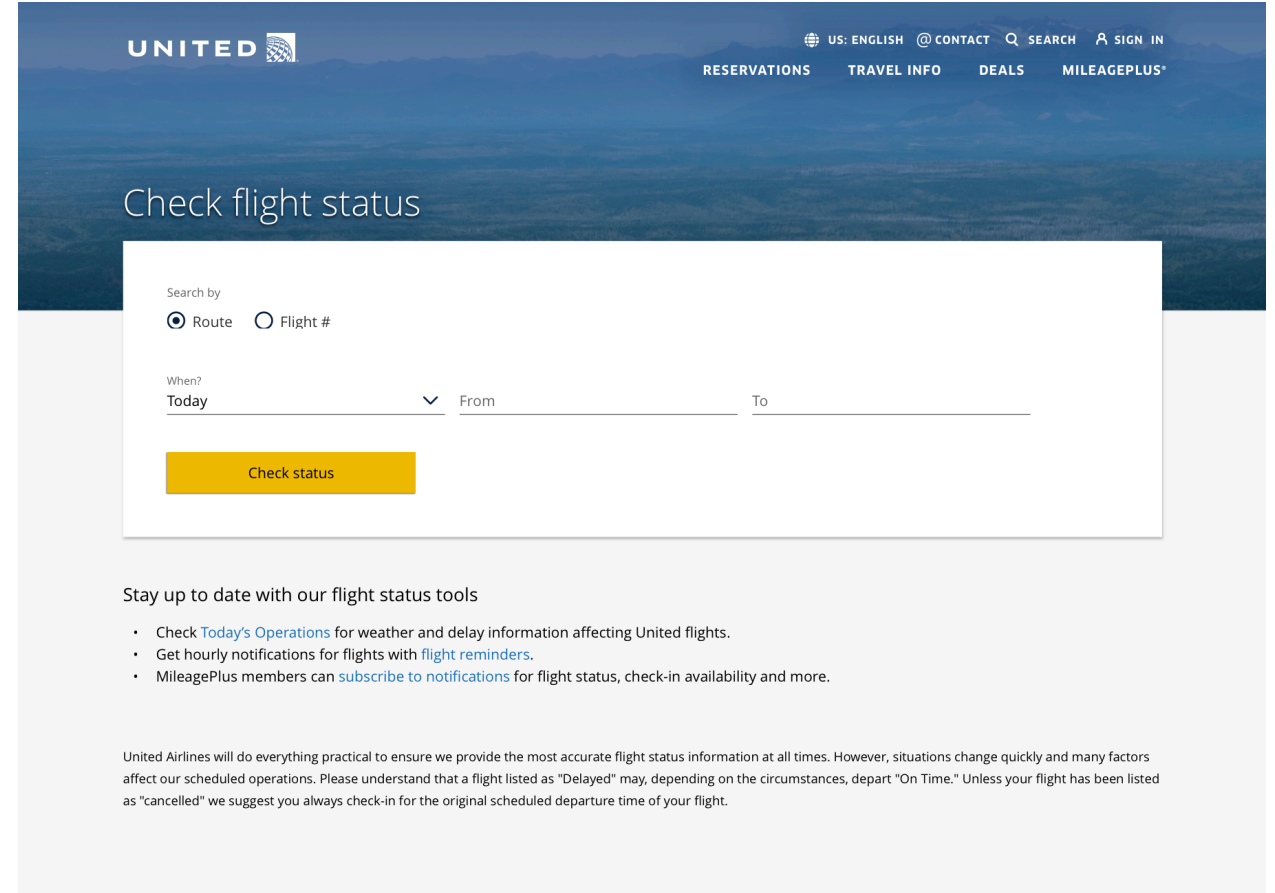 UNITED
US: ENGLISH @ CONTACT SEARCH SIGN IN
RESERVATIONS TRAVEL INFO DEALS MILEAGEPLUS®
Check flight status
Search by
Route Flight #
When?
Today From To
Check status
Stay up to date with our flight status tools
• Check Today's Operations for weather and delay information affecting United flights.
• Get hourly notifications for flights with flight reminders.
• MileagePlus members can subscribe to notifications for flight status, check-in availability and more.
United Airlines will do everything practical to ensure we provide the most accurate flight status information at all times. However, situations change quickly and many factors
affect our scheduled operations. Please understand that a flight listed as "Delayed" may, depending on the circumstances, depart "On Time." Unless your flight has been listed
as "cancelled" we suggest you always check-in for the original scheduled departure time of your flight.